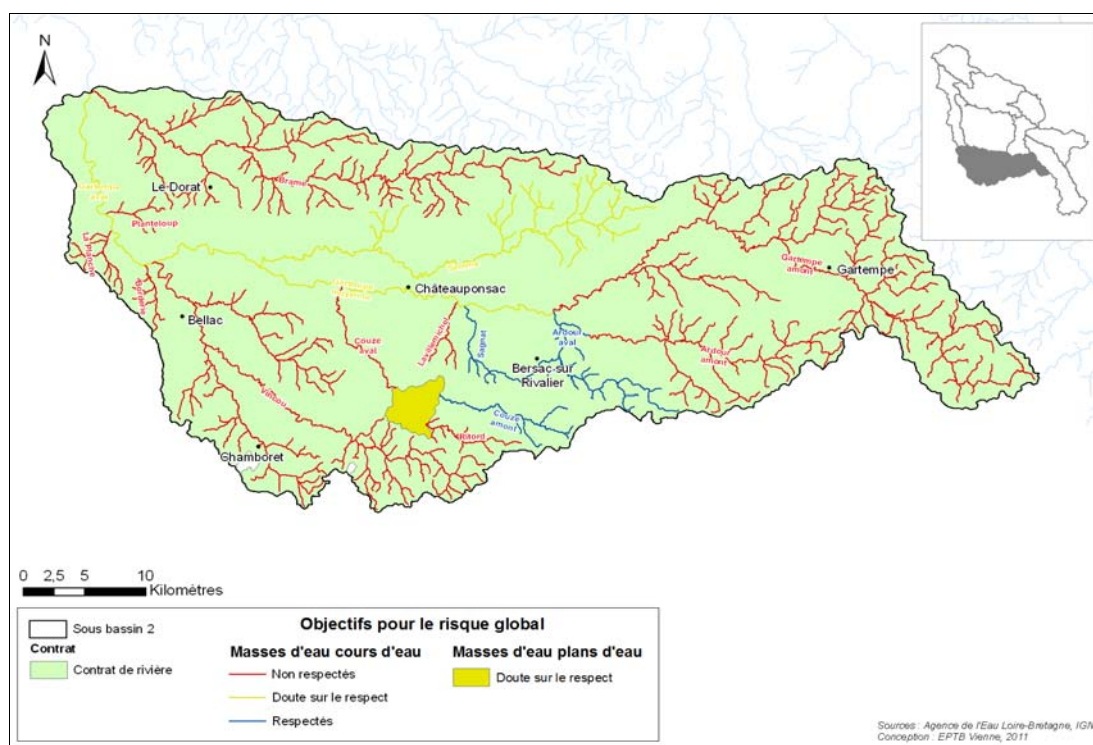 N
Le-Dorat
Brame
Planteloup
Gartempe
Gartempe
amont
Châteauponsac
Bellac
Couze
aval
Sagnat
Ardour
aval
Bersac-sur
Rivalier
Ardour
amont
Vincou
Couze
amont
Ritord
Chamboret
0 2,5 5 10
Kilomètres
Sous bassin 2
Contrat
Contrat de rivière
Objectifs pour le risque global
Masses d'eau cours d'eau
Non respectés
Doute sur le respect
Respectés
Masses d'eau plans d'eau
Doute sur le respect
Sources : Agence de l'Eau Loire-Bretagne, IGN
Conception : EPTB Vienne, 2011